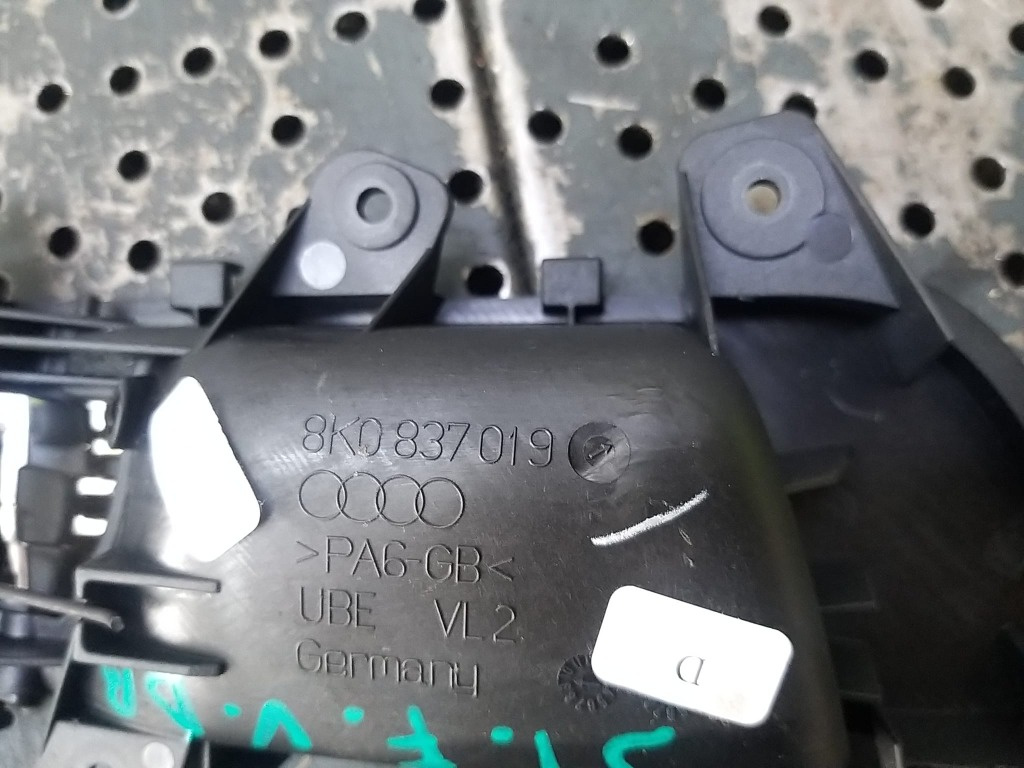 8K0 837 019
>PA6-GB<
UBE VL2
Germany
D